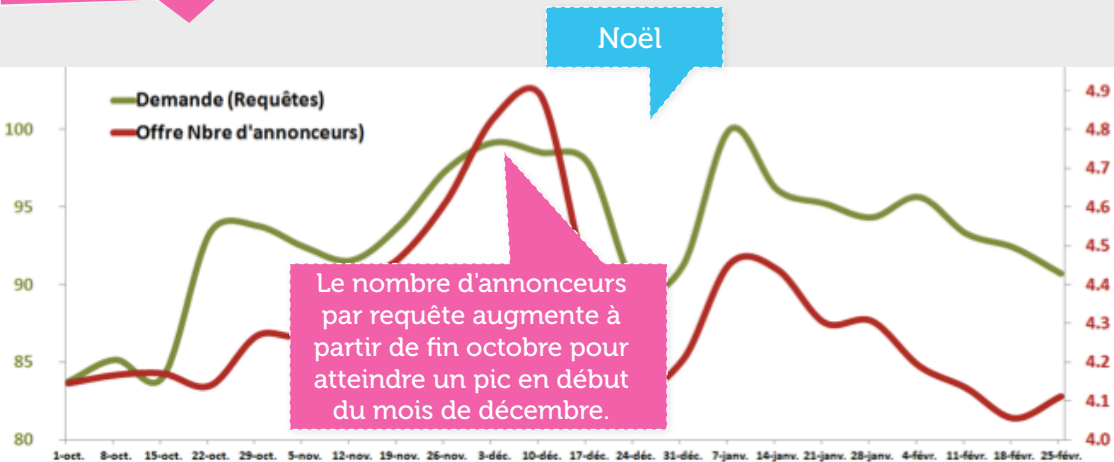 Noël
Demande (Requêtes)
Offre Nbre d'annonceurs)
100
95
90
85
80
4.9
4.8
4.7
4.6
4.5
4.4
4.3
4.2
4.1
4.0
Le nombre d'annonceurs
par requête augmente à
partir de fin octobre pour
atteindre un pic en début
du mois de décembre.
1-oct. 8-oct. 15-oct. 22-oct. 29-oct. 5-nov. 12-nov. 19-nov. 26-nov. 3-déc. 10-déc. 17-déc. 24-déc. 31-déc. 7-janv. 14-janv. 21-janv. 28-janv. 4-févr. 11-févr. 18-févr. 25-févr.